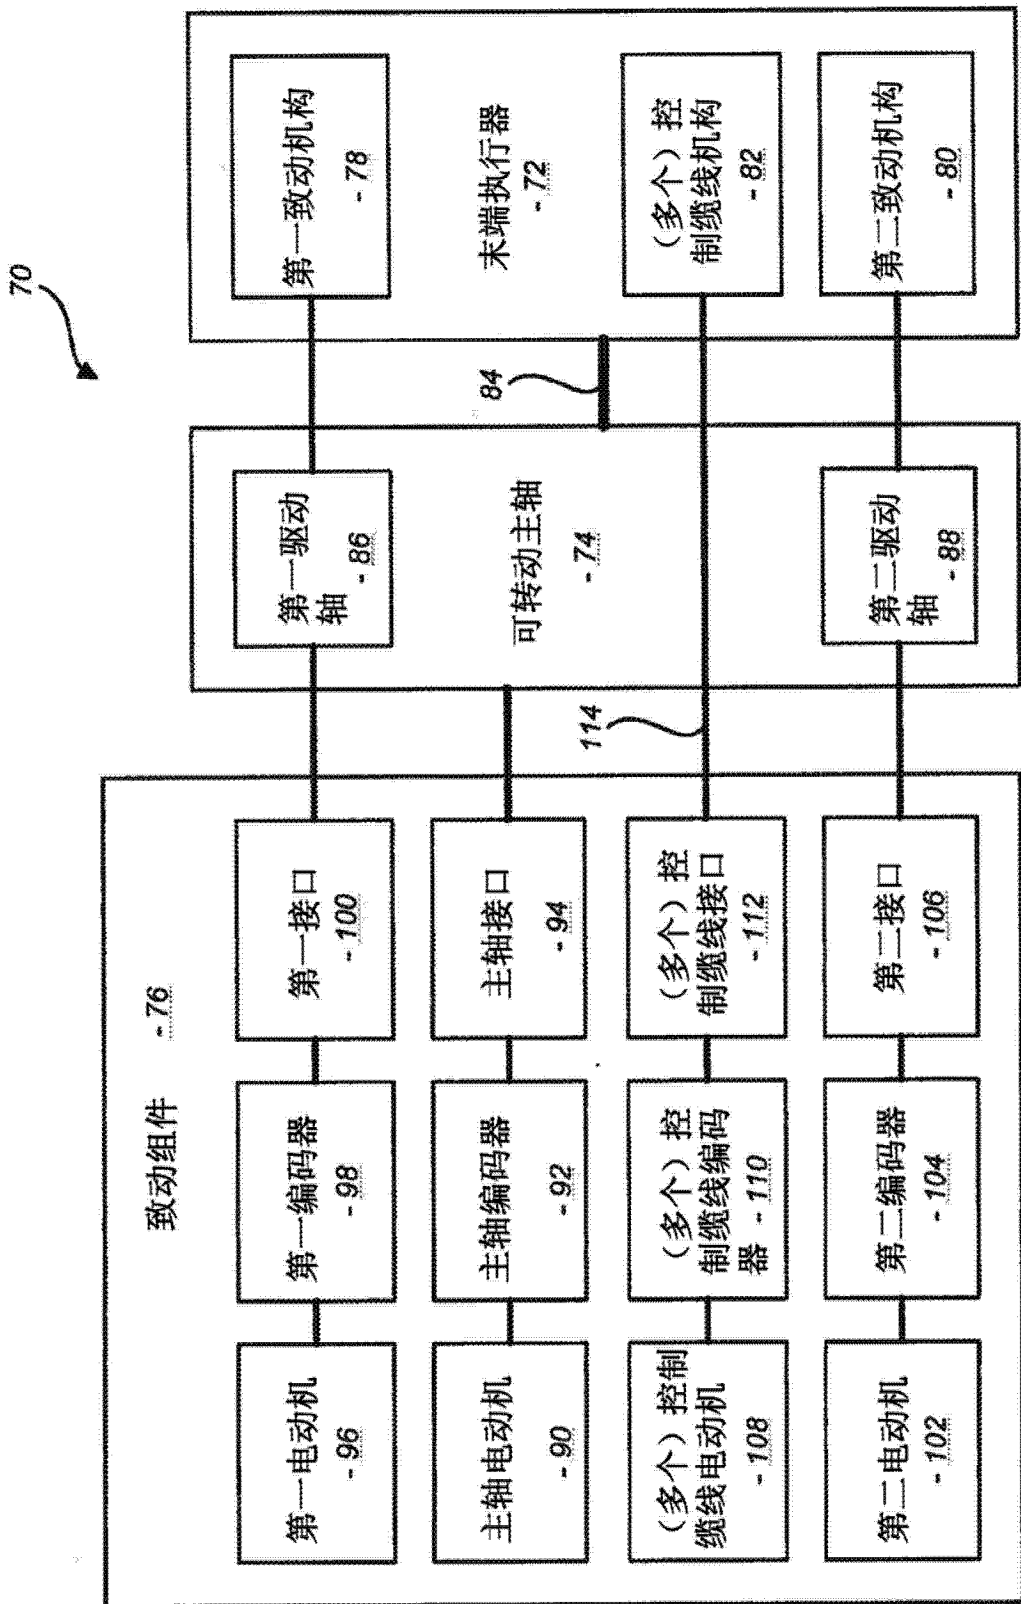 70
致动组件
- 76
第一电动机
- 96
第一编码器
- 98
第一接口
- 100
主轴电动机
- 90
主轴编码器
- 92
主轴接口
- 94
（多个）控制
缆线电动机
- 108
（多个）控
制缆线编码
器 - 110
（多个）控
制缆线接口
- 112
第二电动机
- 102
第二编码器
- 104
第二接口
- 106
114
第一驱动
轴
- 86
可转动主轴
- 74
第二驱动
轴
- 88
84
第一致动机构
- 78
末端执行器
- 72
（多个）控
制缆线机构
- 82
第二致动机构
- 80